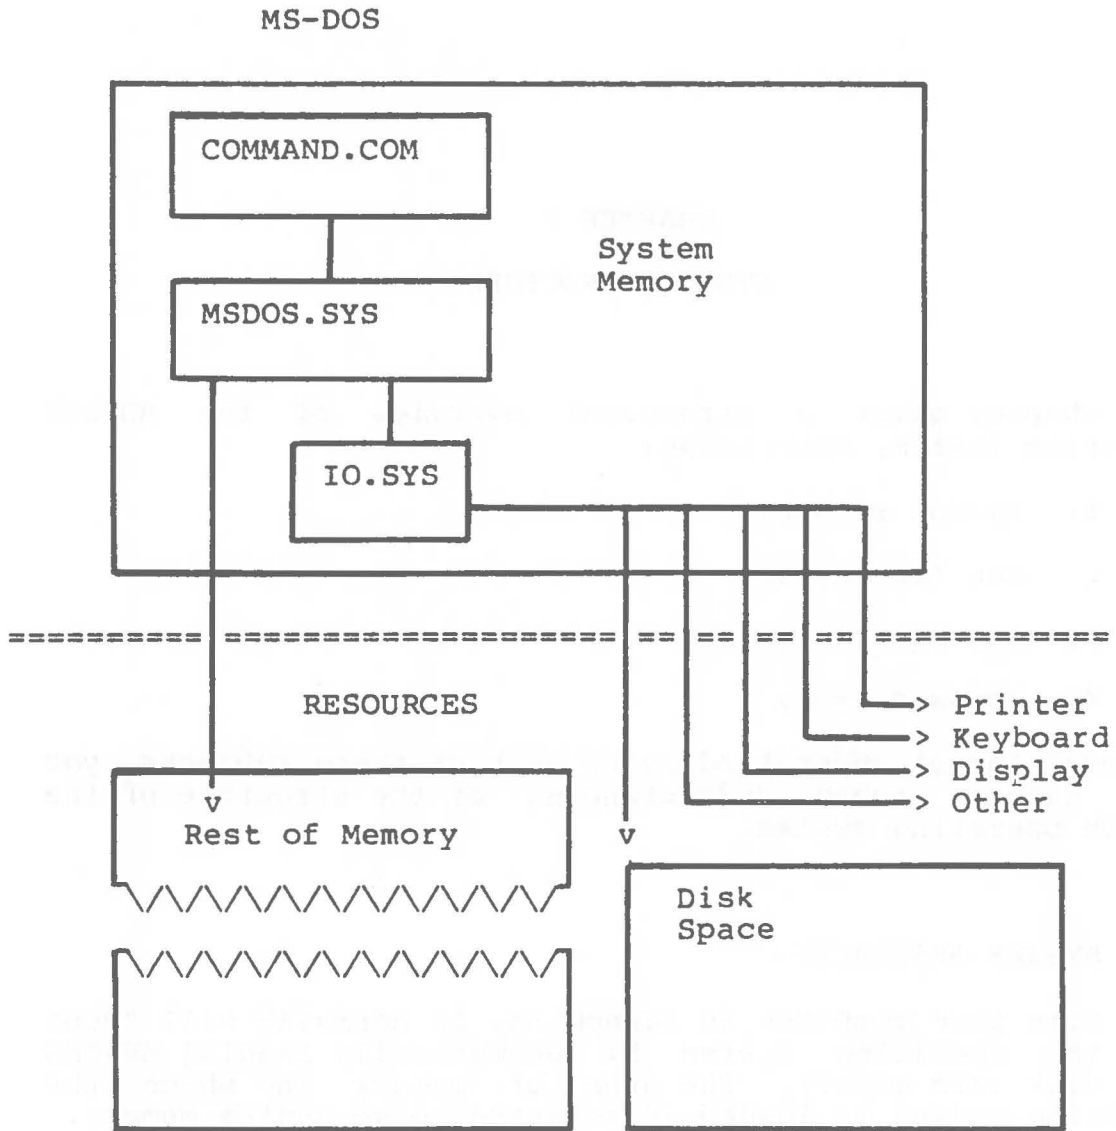 MS-DOS
COMMAND.COM
System
Memory
MSDOS.SYS
IO.SYS
RESOURCES
> Printer
> Keyboard
> Display
> Other
v
Rest of Memory
v
Disk
Space